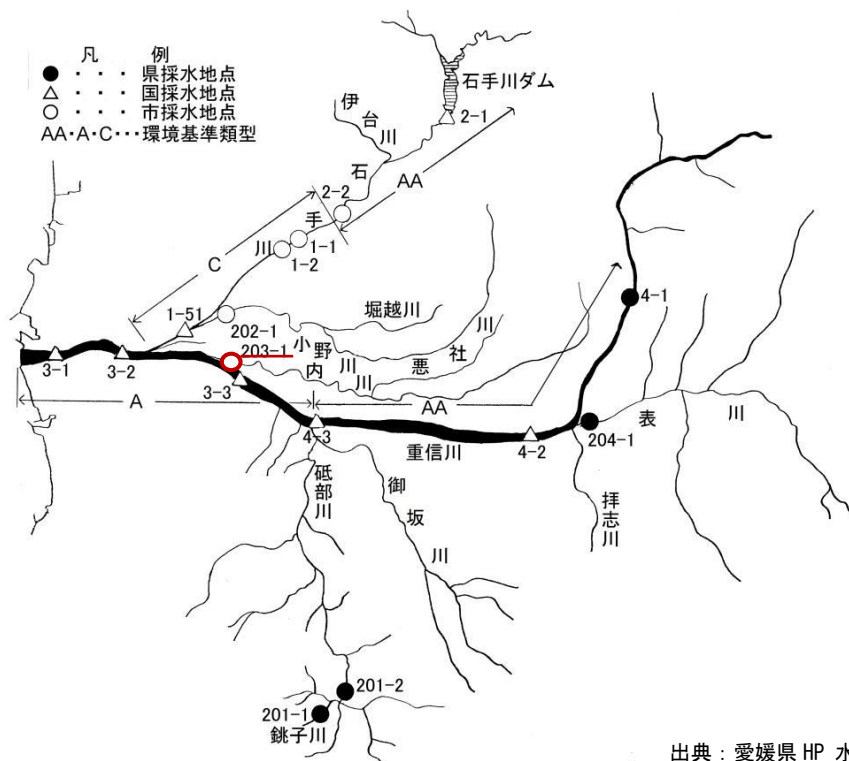 凡 例
● ・・・ 県採水地点
△ ・・・ 国採水地点
○ ・・・ 市採水地点
AA・A・C・・・環境基準類型
石手川ダム
2-1
伊台川
AA
石手川
2-2
1-1
1-2
C
1-51
堀越川
202-1
小野川
203-1
悪社川
内川
4-1
3-1
3-2
3-3
A
AA
4-3
重信川
4-2
204-1
表川
砥部川
御坂川
拝志川
201-2
201-1
銚子川
出典：愛媛県 HP 水